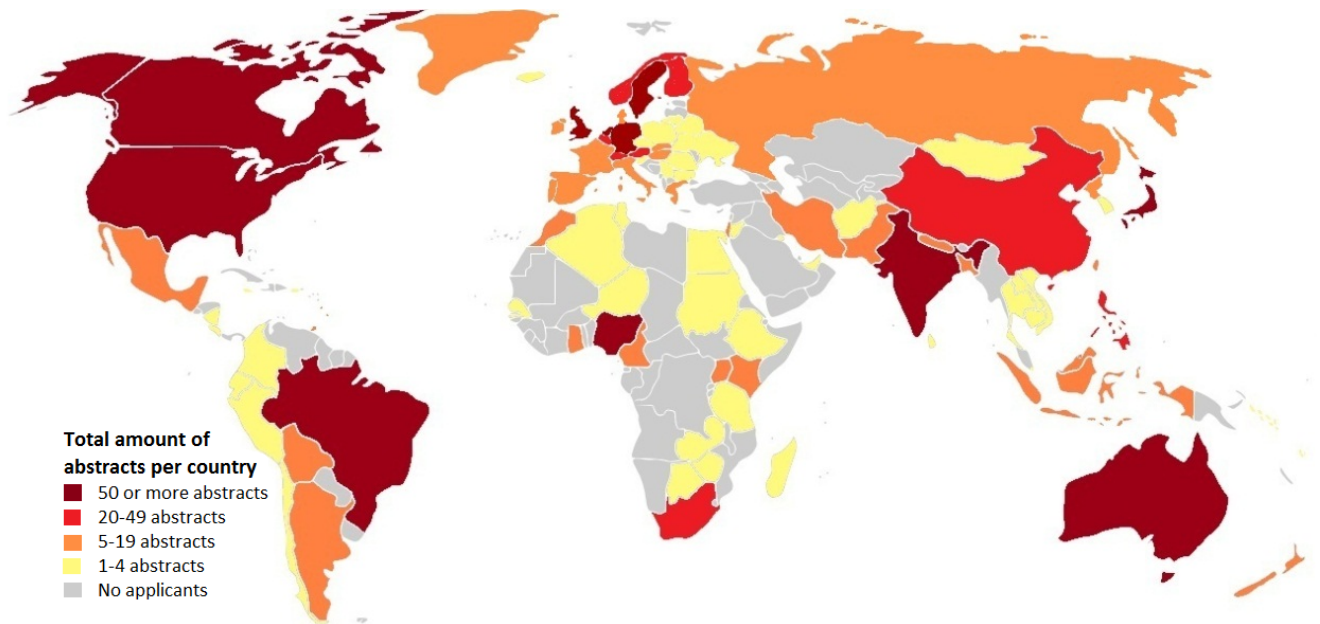 Total amount of
abstracts per country
50 or more abstracts
20-49 abstracts
5-19 abstracts
1-4 abstracts
No applicants